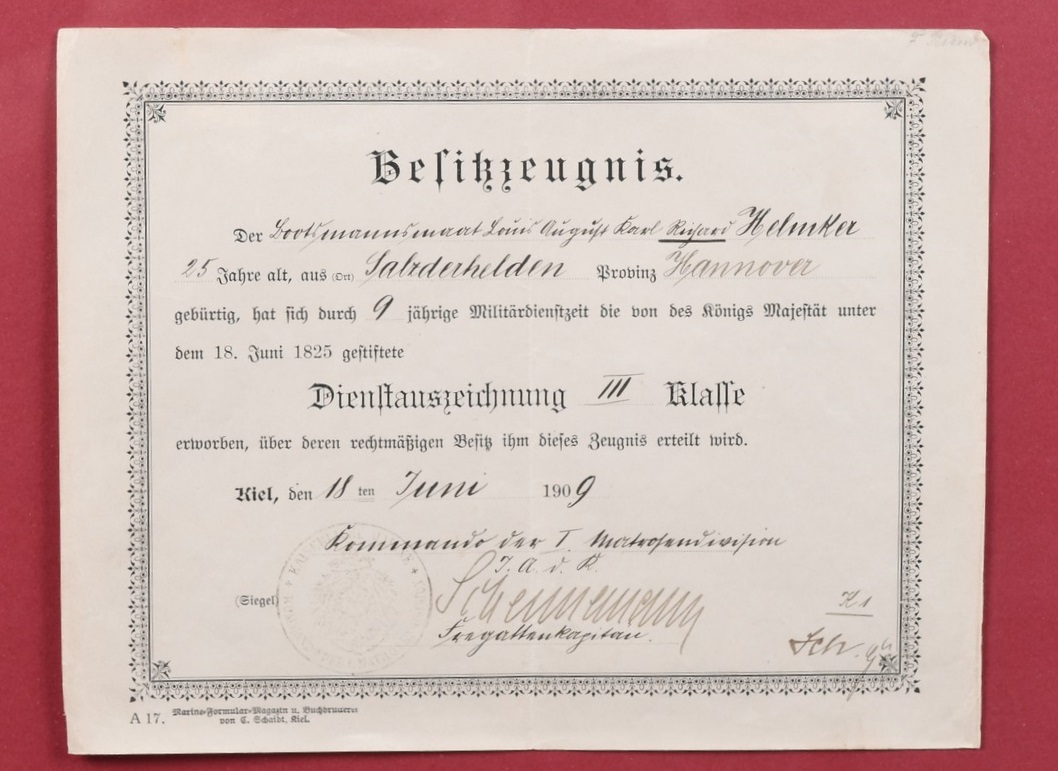 Besitzzeugnis.
Der Bootsmannsmaat Louis August Karl Richard Helmker
25 Jahre alt, aus (Ort) Salzderhelden Provinz Hannover
gebürtig, hat sich durch 9 jährige Militärdienstzeit die von des Königs Majestät unter
dem 18. Juni 1825 gestiftete
Dienstauszeichnung III Klasse
erworben, über deren rechtmäßigen Besitz ihm dieses Zeugnis erteilt wird.
Kiel, den 18 ten Juni 1909
Kommando der I. Matrosendivision
J. A. d. K.
(Siegel)
Fregattenkapitän.
Sch.
A 17. Marine-Formular-Magazin u. Buchdruckerei
von C. Schaidt, Kiel.